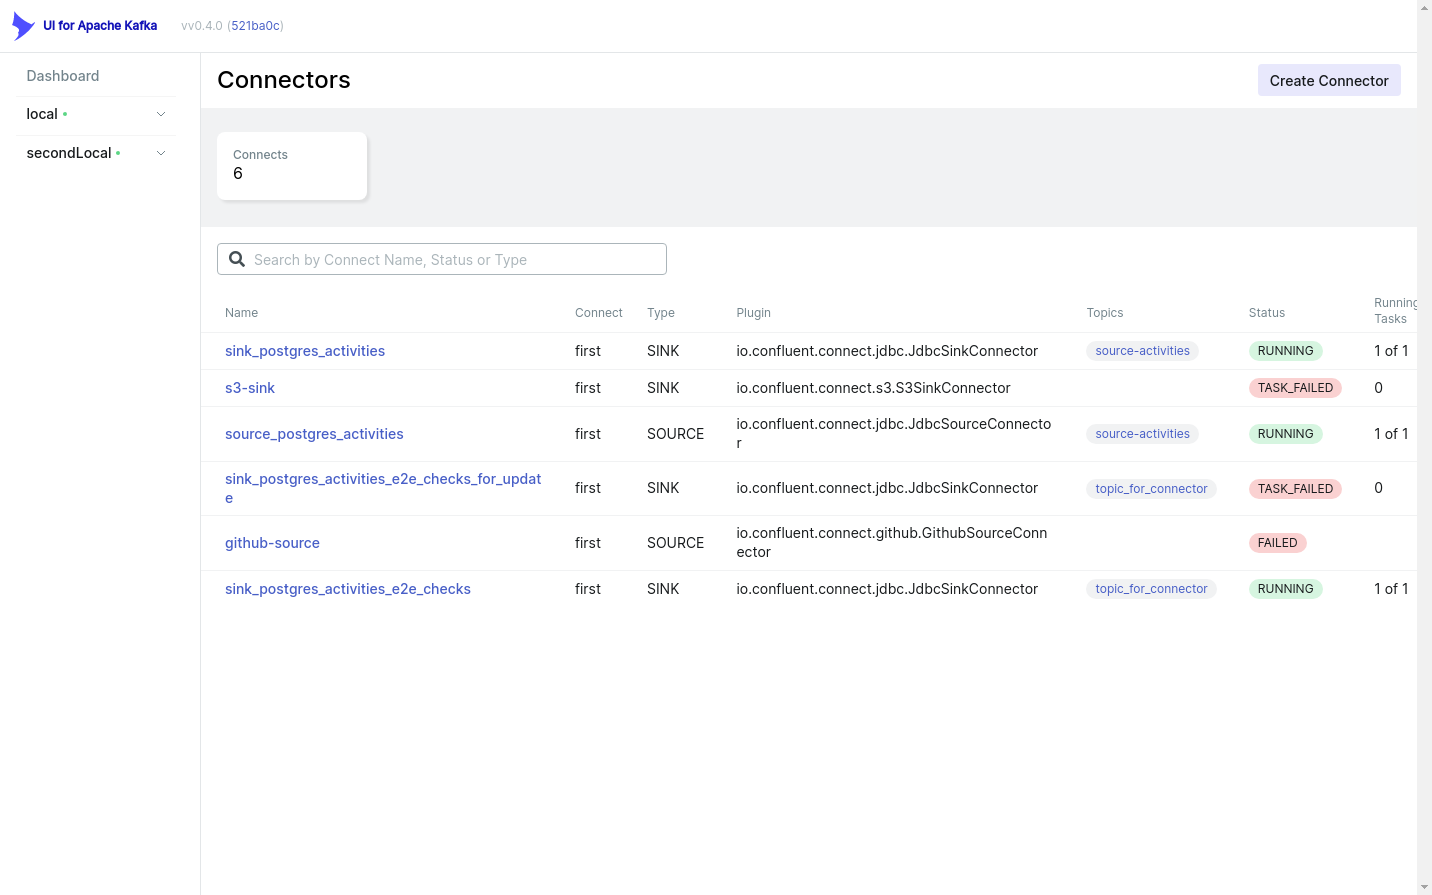 UI for Apache Kafka
vv0.4.0 (521ba0c)
Dashboard
local
secondLocal
Connectors
Create Connector
Connects
6
Search by Connect Name, Status or Type
Name Connect Type Plugin Topics Status Running Tasks
sink_postgres_activities first SINK io.confluent.connect.jdbc.JdbcSinkConnector source-activities RUNNING 1 of 1
s3-sink first SINK io.confluent.connect.s3.S3SinkConnector TASK_FAILED 0
source_postgres_activities first SOURCE io.confluent.connect.jdbc.JdbcSourceConnecto
r source-activities RUNNING 1 of 1
sink_postgres_activities_e2e_checks_for_updat
e first SINK io.confluent.connect.jdbc.JdbcSinkConnector topic_for_connector TASK_FAILED 0
github-source first SOURCE io.confluent.connect.github.GithubSourceConn
ector FAILED
sink_postgres_activities_e2e_checks first SINK io.confluent.connect.jdbc.JdbcSinkConnector topic_for_connector RUNNING 1 of 1